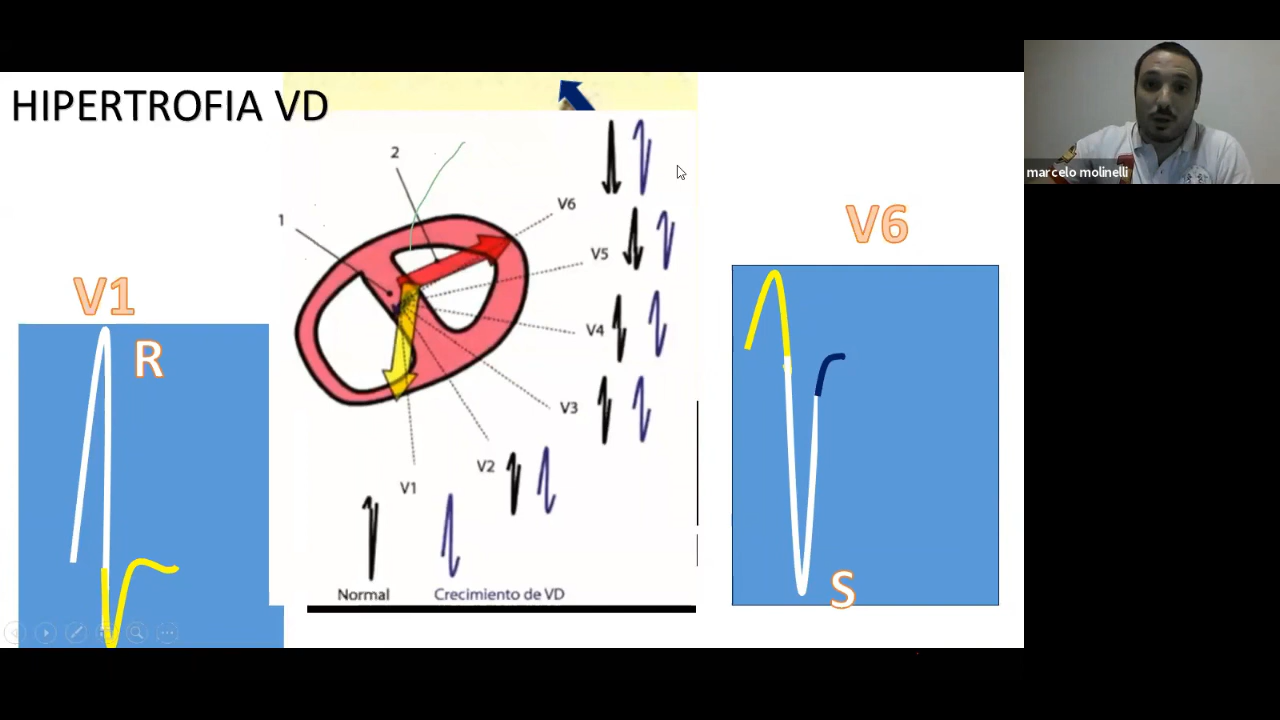 HIPERTROFIA VD
marcelo molinelli
2
1
V6
V5
V4
V3
V2
V1
Normal
Crecimiento de VD
V1
R
V6
S